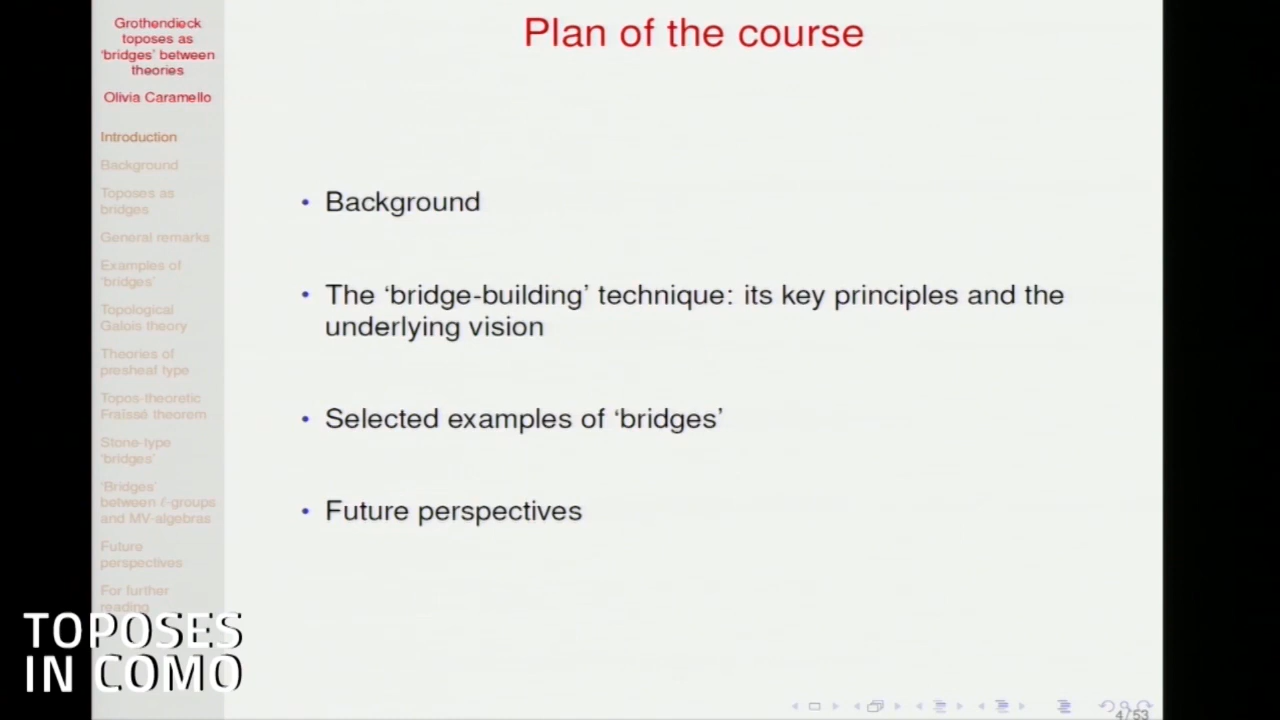 Grothendieck
toposes as
‘bridges’ between
theories
Olivia Caramello
Introduction
Background
Toposes as
bridges
General remarks
Examples of
‘bridges’
Topological
Galois theory
Theories of
presheaf type
Topos-theoretic
Fraïssé theorem
Stone-type
‘bridges’
‘Bridges’
between ℓ-groups
and MV-algebras
Future
perspectives
For further
reading
Plan of the course
• Background
• The ‘bridge-building’ technique: its key principles and the
underlying vision
• Selected examples of ‘bridges’
• Future perspectives
TOPOSES
IN COMO
4/53